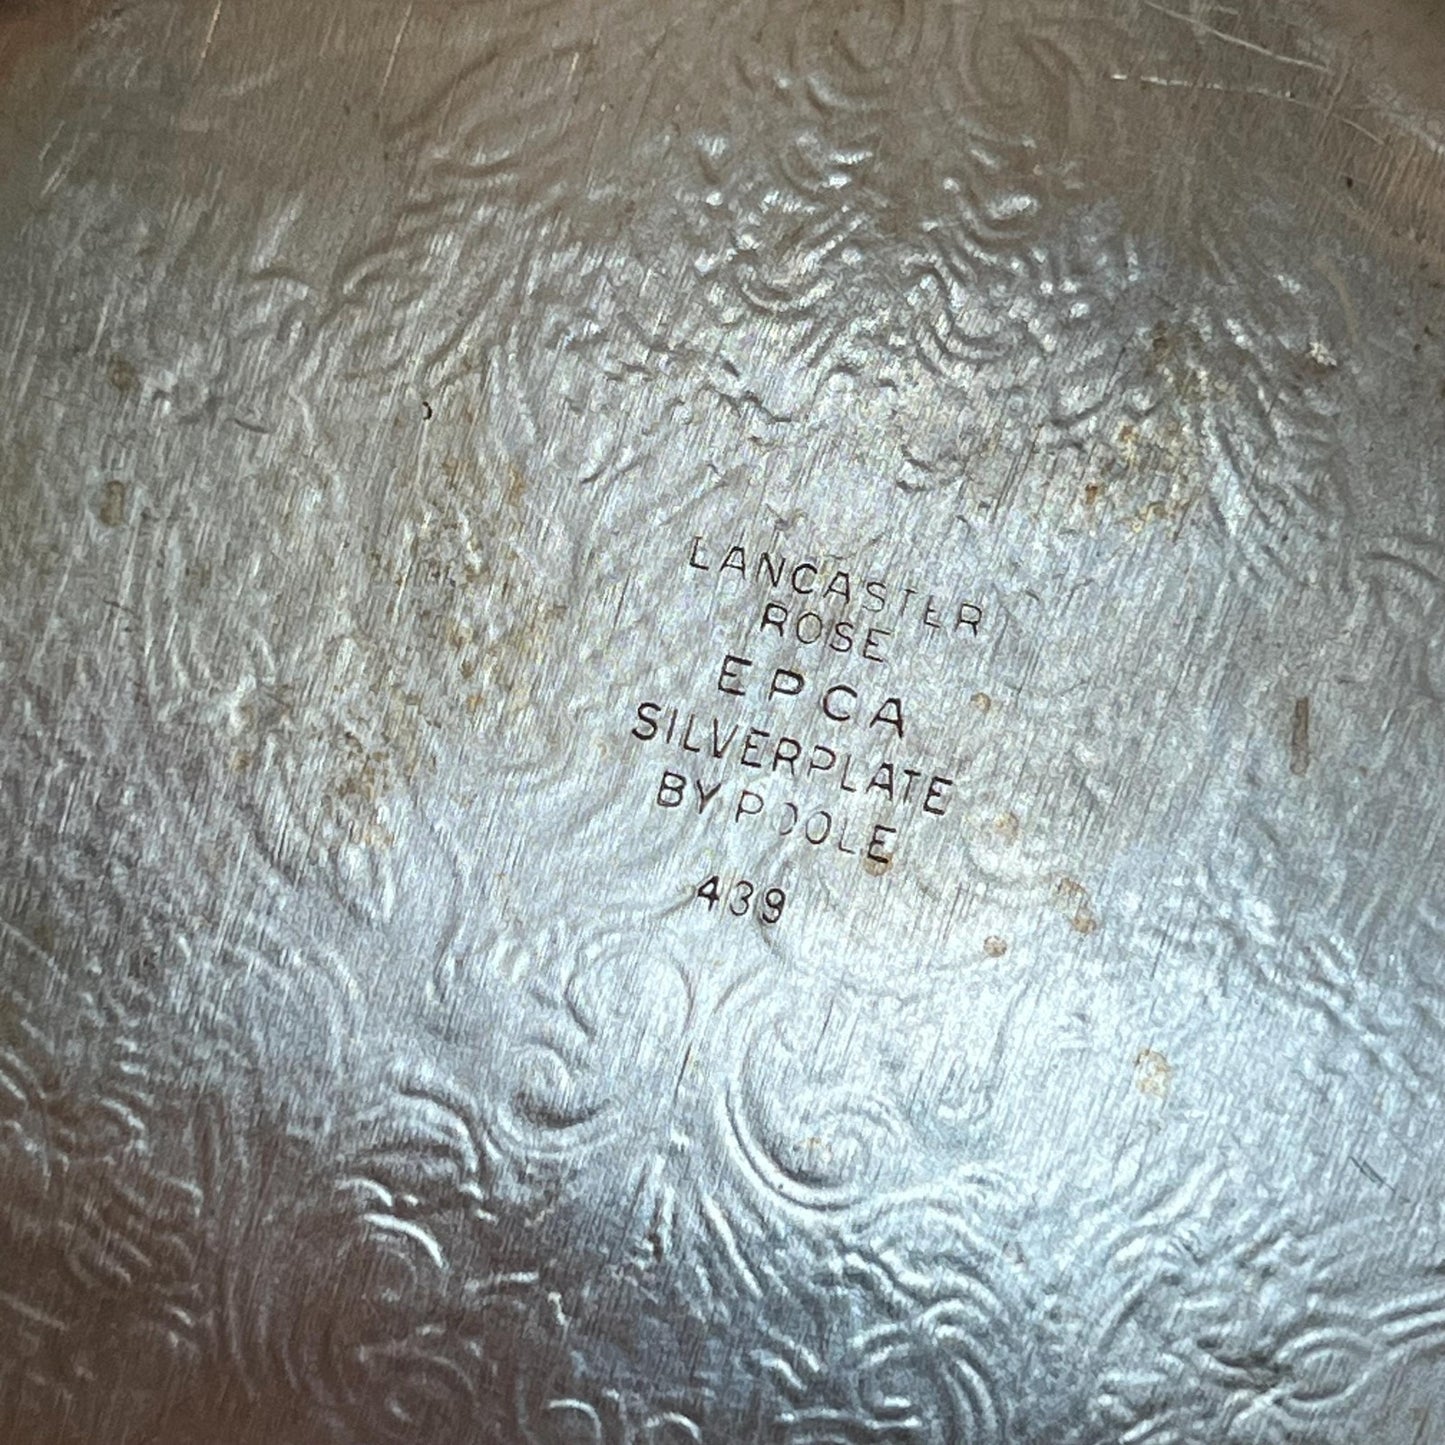 LANCASTER
ROSE
EPCA
SILVERPLATE
BY POOLE
439